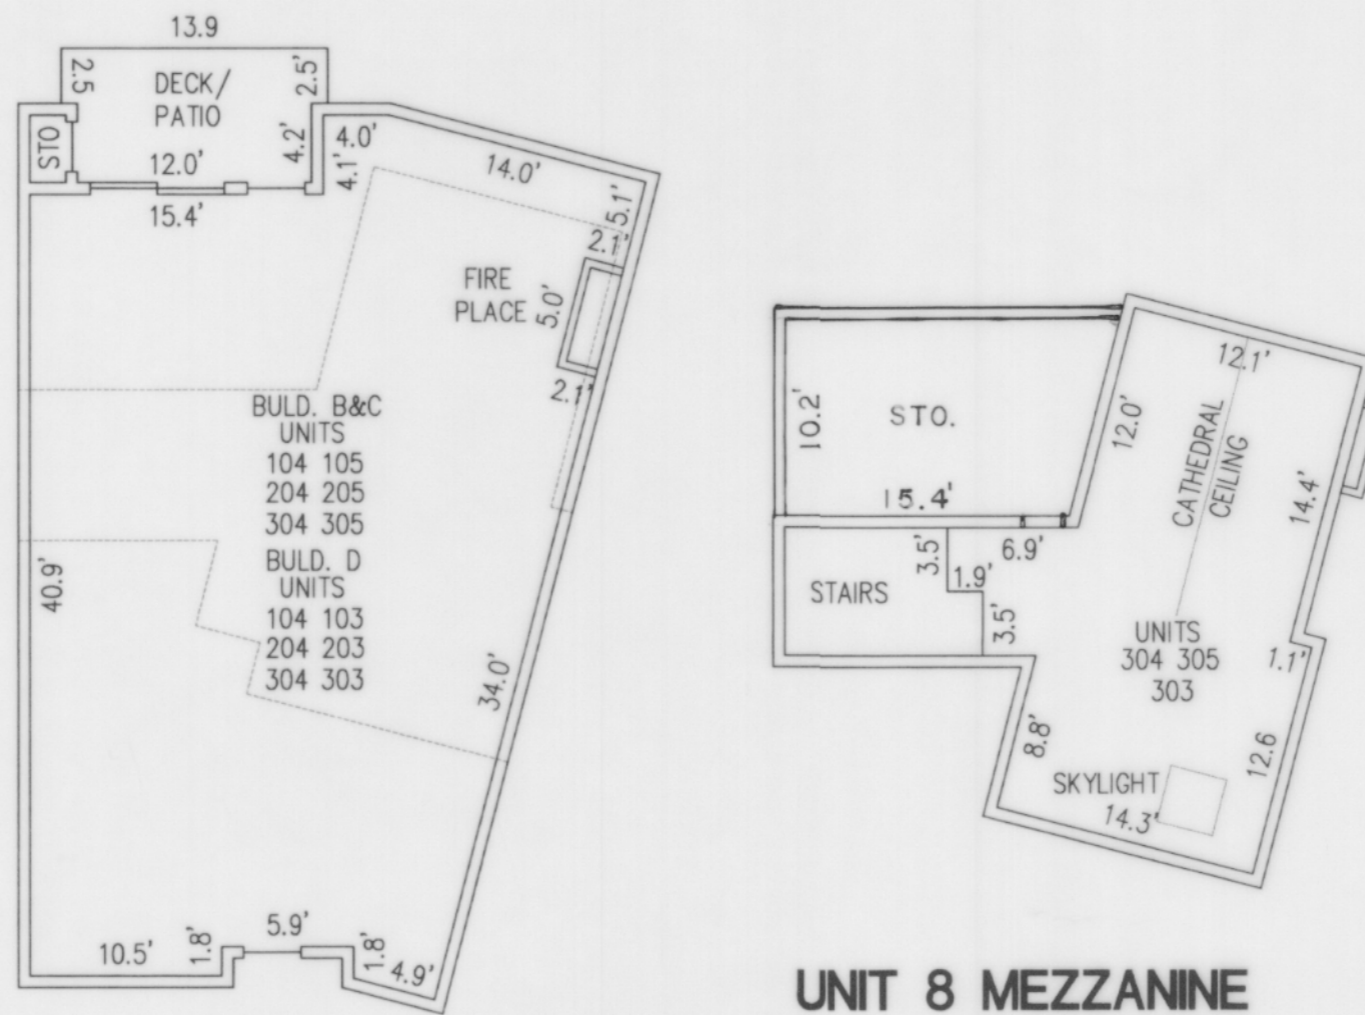 13.9
2.5
DECK/
PATIO
2.5'
STO
12.0'
4.2'
4.0'
4.1'
14.0'
15.4'
5.1'
2.1'
FIRE
PLACE
5.0'
2.1'
BULD. B&C
UNITS
104 105
204 205
304 305
BULD. D
UNITS
104 103
204 203
304 303
40.9'
34.0'
10.5'
1.8'
5.9'
1.8'
4.9'
12.1'
10.2'
STO.
12.0'
CATHEDRAL
CEILING
14.4'
15.4'
3.5'
6.9'
1.9'
STAIRS
3.5'
UNITS
304 305
303
1.1'
8.8'
12.6
SKYLIGHT
14.3'
UNIT 8 MEZZANINE